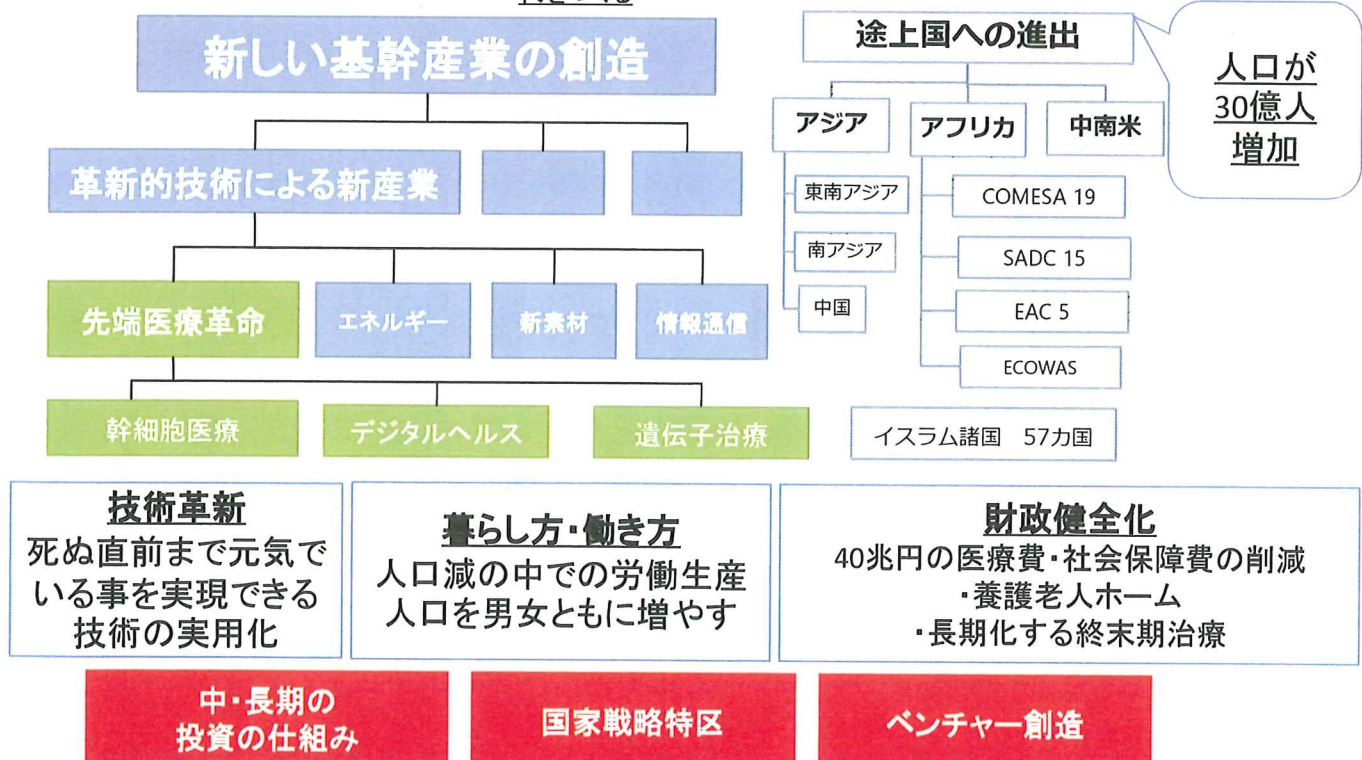 新しい基幹産業の創造
革新的技術による新産業
先端医療革命
エネルギー
新素材
情報通信
幹細胞医療
デジタルヘルス
遺伝子治療
途上国への進出
人口が
30億人
増加
アジア
アフリカ
中南米
東南アジア
南アジア
中国
COMESA 19
SADC 15
EAC 5
ECOWAS
イスラム諸国 57カ国
技術革新
死ぬ直前まで元気で
いる事を実現できる
技術の実用化
暮らし方・働き方
人口減の中での労働生産
人口を男女ともに増やす
財政健全化
40兆円の医療費・社会保障費の削減
・養護老人ホーム
・長期化する終末期治療
中・長期の
投資の仕組み
国家戦略特区
ベンチャー創造